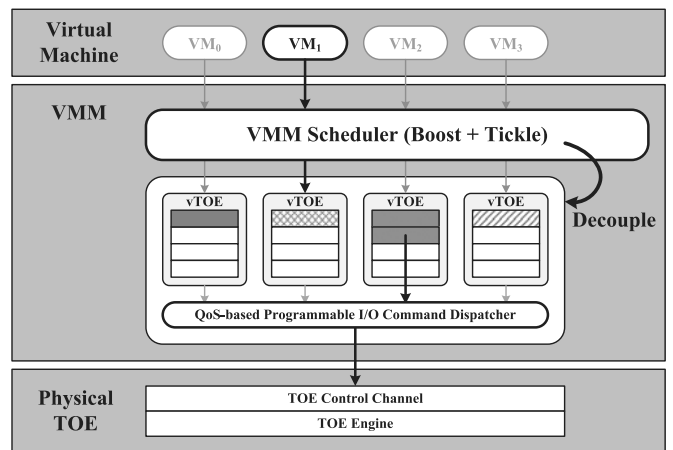 Virtual
Machine
VM₀ VM₁ VM₂ VM₃
VMM
VMM Scheduler (Boost + Tickle)
vTOE vTOE vTOE vTOE
Decouple
QoS-based Programmable I/O Command Dispatcher
Physical
TOE
TOE Control Channel
TOE Engine